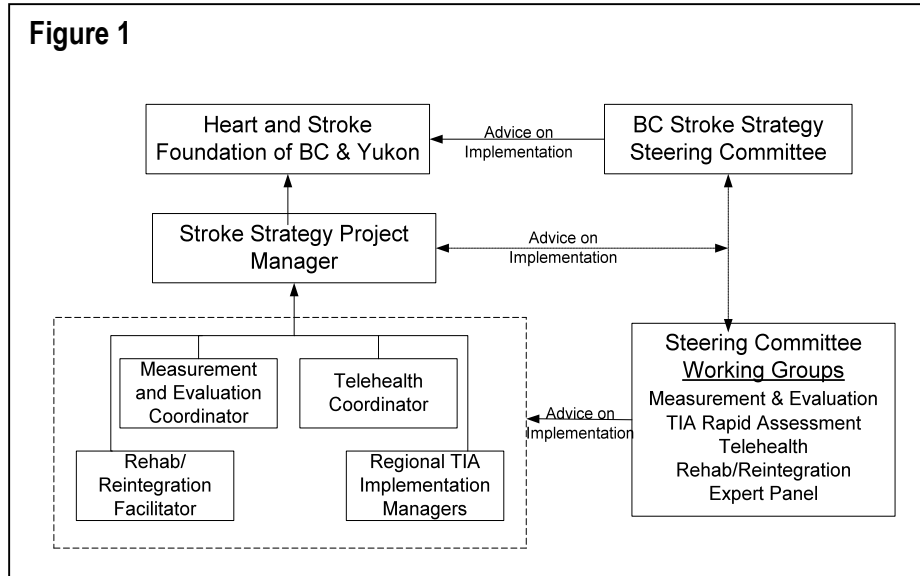 Figure 1
Heart and Stroke
Foundation of BC & Yukon
Advice on
Implementation
BC Stroke Strategy
Steering Committee
Stroke Strategy Project
Manager
Advice on
Implementation
Measurement
and Evaluation
Coordinator
Telehealth
Coordinator
Rehab/
Reintegration
Facilitator
Regional TIA
Implementation
Managers
Advice on
Implementation
Steering Committee
Working Groups
Measurement & Evaluation
TIA Rapid Assessment
Telehealth
Rehab/Reintegration
Expert Panel